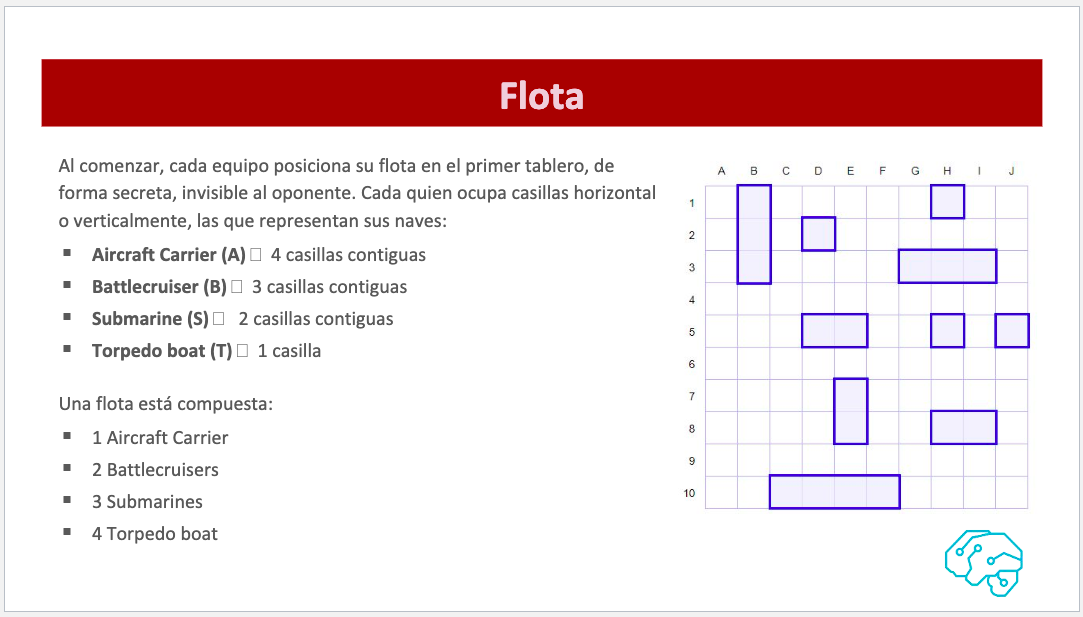 Flota
Al comenzar, cada equipo posiciona su flota en el primer tablero, de
forma secreta, invisible al oponente. Cada quien ocupa casillas horizontal
o verticalmente, las que representan sus naves:
▪ Aircraft Carrier (A) □ 4 casillas contiguas
▪ Battlecruiser (B) □ 3 casillas contiguas
▪ Submarine (S) □ 2 casillas contiguas
▪ Torpedo boat (T) □ 1 casilla
Una flota está compuesta:
▪ 1 Aircraft Carrier
▪ 2 Battlecruisers
▪ 3 Submarines
▪ 4 Torpedo boat
A B C D E F G H I J
1
2
3
4
5
6
7
8
9
10